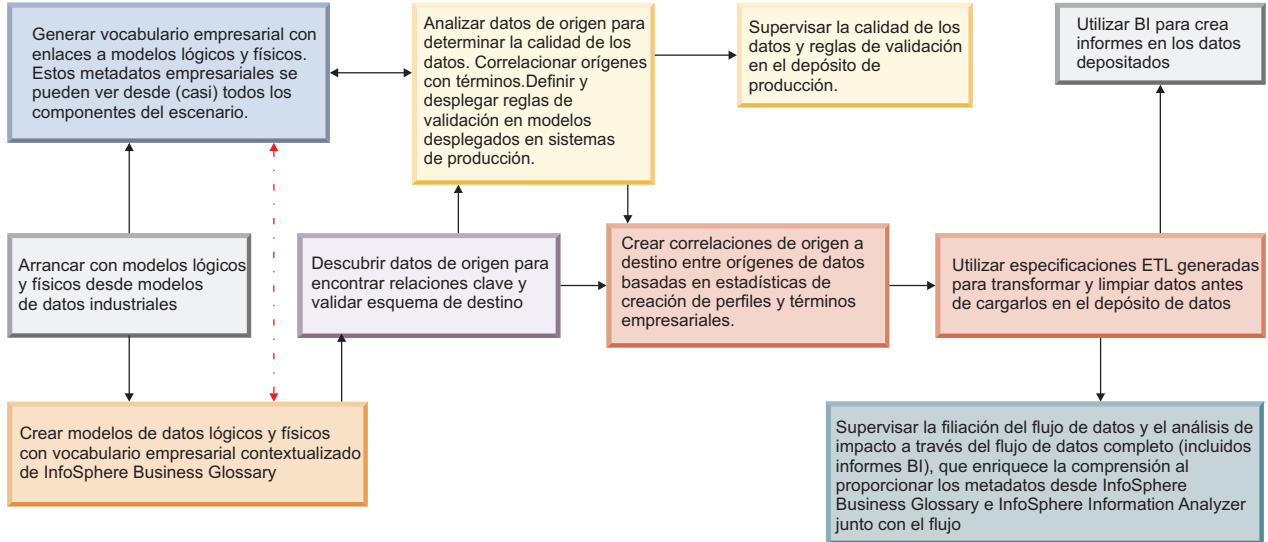 Generar vocabulario empresarial con
enlaces a modelos lógicos y físicos.
Estos metadatos empresariales se
pueden ver desde (casi) todos los
componentes del escenario.
Analizar datos de origen para
determinar la calidad de los
datos. Correlacionar orígenes
con términos.Definir y
desplegar reglas de
validación en modelos
desplegados en sistemas
de producción.
Supervisar la calidad de los
datos y reglas de validación
en el depósito de
producción.
Utilizar BI para crea
informes en los datos
depositados
Arrancar con modelos lógicos
y físicos desde modelos
de datos industriales
Descubrir datos de origen para
encontrar relaciones clave y
validar esquema de destino
Crear correlaciones de origen a
destino entre orígenes de datos
basadas en estadísticas de
creación de perfiles y términos
empresariales.
Utilizar especificaciones ETL generadas
para transformar y limpiar datos antes
de cargarlos en el depósito de datos
Crear modelos de datos lógicos y físicos
con vocabulario empresarial contextualizado
de InfoSphere Business Glossary
Supervisar la filiación del flujo de datos y el análisis de
impacto a través del flujo de datos completo (incluidos
informes BI), que enriquece la comprensión al
proporcionar los metadatos desde InfoSphere
Business Glossary e InfoSphere Information Analyzer
junto con el flujo